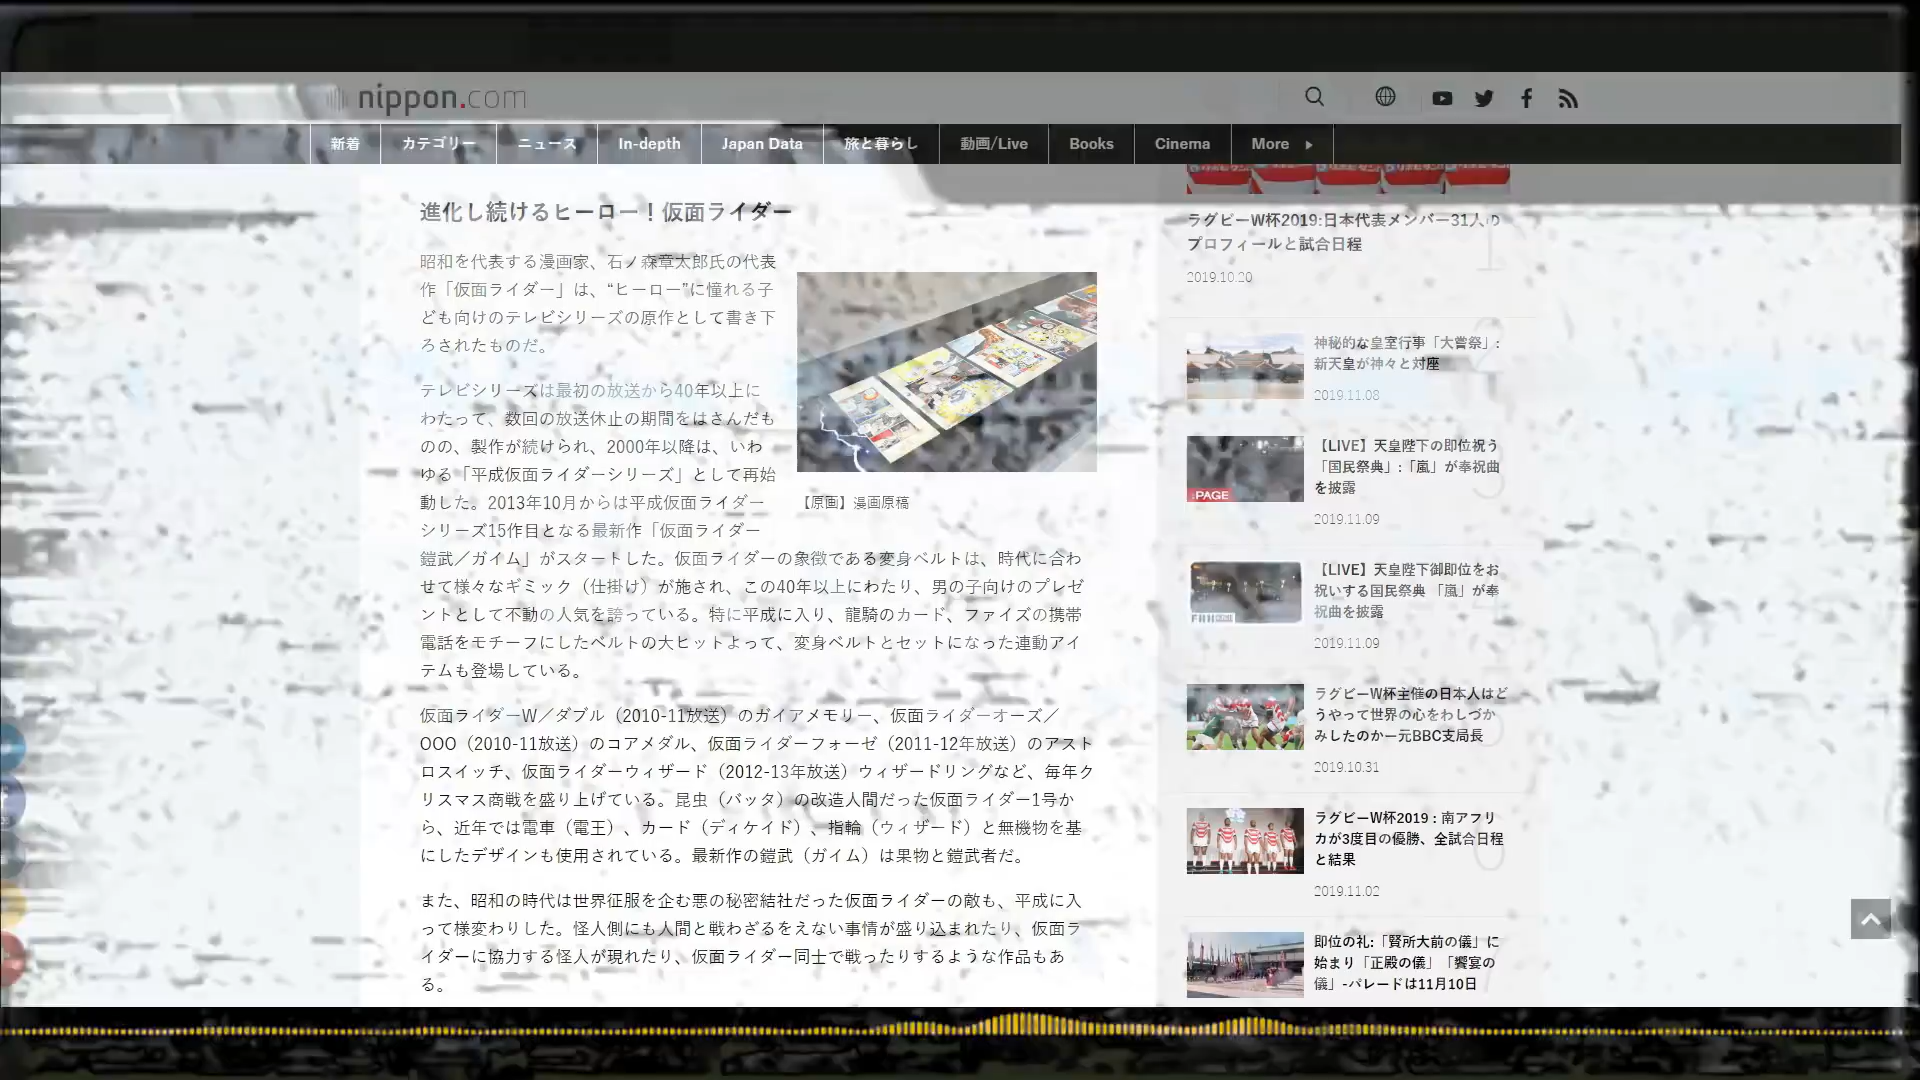 nippon.com
新着 カテゴリー ニュース In-depth Japan Data 旅と暮らし 動画/Live Books Cinema More
進化し続けるヒーロー！仮面ライダー
昭和を代表する漫画家、石ノ森章太郎氏の代表
作「仮面ライダー」は、“ヒーロー”に憧れる子
ども向けのテレビシリーズの原作として書き下
ろされたものだ。
テレビシリーズは最初の放送から40年以上に
わたって、数回の放送休止の期間をはさんだも
のの、製作が続けられ、2000年以降は、いわ
ゆる「平成仮面ライダーシリーズ」として再始
動した。2013年10月からは平成仮面ライダー
シリーズ15作目となる最新作「仮面ライダー
鎧武／ガイム」がスタートした。仮面ライダーの象徴である変身ベルトは、時代に合わ
せて様々なギミック（仕掛け）が施され、この40年以上にわたり、男の子向けのプレゼ
ントとして不動の人気を誇っている。特に平成に入り、龍騎のカード、ファイズの携帯
電話をモチーフにしたベルトの大ヒットよって、変身ベルトとセットになった連動アイ
テムも登場している。
【原画】漫画原稿
仮面ライダーW／ダブル（2010-11放送）のガイアメモリー、仮面ライダーオーズ／
OOO（2010-11放送）のコアメダル、仮面ライダーフォーゼ（2011-12年放送）のアスト
ロスイッチ、仮面ライダーウィザード（2012-13年放送）ウィザードリングなど、毎年ク
リスマス商戦を盛り上げている。昆虫（バッタ）の改造人間だった仮面ライダー1号か
ら、近年では電車（電王）、カード（ディケイド）、指輪（ウィザード）と無機物を基
にしたデザインも使用されている。最新作の鎧武（ガイム）は果物と鎧武者だ。
また、昭和の時代は世界征服を企む悪の秘密結社だった仮面ライダーの敵も、平成に入
って様変わりした。怪人側にも人間と戦わざるをえない事情が盛り込まれたり、仮面ラ
イダーに協力する怪人が現れたり、仮面ライダー同士で戦ったりするような作品もあ
る。
ラグビーW杯2019:日本代表メンバー31人の
プロフィールと試合日程
2019.10.20
1
神秘的な皇室行事「大嘗祭」:
新天皇が神々と対座
2019.11.08
【LIVE】天皇陛下の即位祝う
「国民祭典」:「嵐」が奉祝曲
を披露
2019.11.09
3
PAGE
【LIVE】天皇陛下御即位をお
祝いする国民祭典 「嵐」が奉
祝曲を披露
2019.11.09
ラグビーW杯主催の日本人はど
うやって世界の心をわしづか
みしたのかー元BBC支局長
2019.10.31
5
ラグビーW杯2019 : 南アフリ
カが3度目の優勝、全試合日程
と結果
2019.11.02
6
即位の礼:「賢所大前の儀」に
始まり「正殿の儀」「饗宴の
儀」-パレードは11月10日